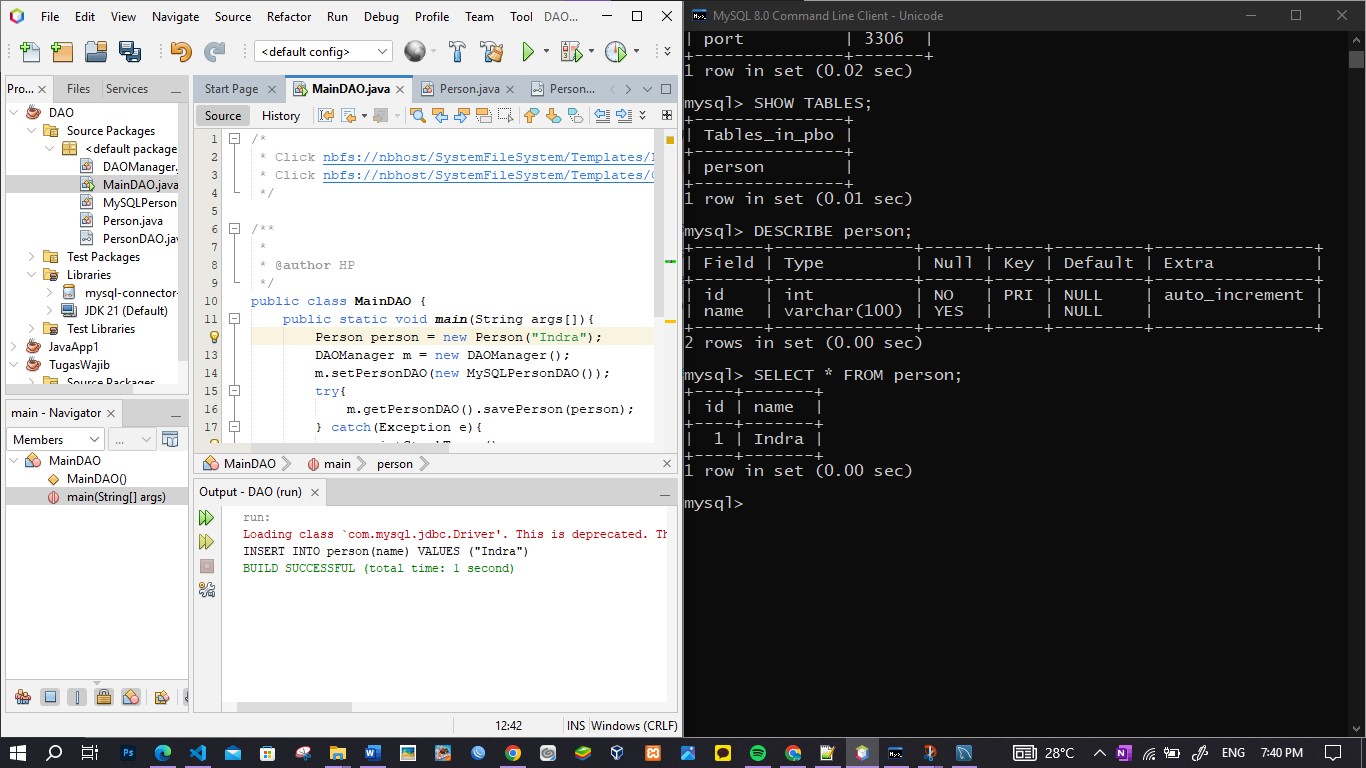 File Edit View Navigate Source Refactor Run Debug Profile Team Tool DAO...
<default config>
Pro... Files Services
DAO
Source Packages
<default package
DAOManager.
MainDAO.java
MySQLPerson
Person.java
PersonDAO.jav
Test Packages
Libraries
mysql-connector-
JDK 21 (Default)
Test Libraries
JavaApp1
TugasWajib
Source Packages
main - Navigator
Members
...
MainDAO
MainDAO()
main(String[] args)
Start Page MainDAO.java Person.java Person...
Source History
1 /*
2 * Click nbfs://nbhost/SystemFileSystem/Templates/
3 * Click nbfs://nbhost/SystemFileSystem/Templates/
4 */
5
6 /**
7 *
8 * @author HP
9 */
10 public class MainDAO {
11 public static void main(String args[]){
Person person = new Person("Indra");
13 DAOManager m = new DAOManager();
14 m.setPersonDAO(new MySQLPersonDAO());
15 try{
16 m.getPersonDAO().savePerson(person);
17 } catch(Exception e){
MainDAO main person
Output - DAO (run)
run:
Loading class `com.mysql.jdbc.Driver'. This is deprecated. Th
INSERT INTO person(name) VALUES ("Indra")
BUILD SUCCESSFUL (total time: 1 second)
12:42 INS Windows (CRLF)
MySQL 8.0 Command Line Client - Unicode
| port | 3306 |
+---------------+-------+
1 row in set (0.02 sec)
mysql> SHOW TABLES;
+---------------+
| Tables_in_pbo |
+---------------+
| person |
+---------------+
1 row in set (0.01 sec)
mysql> DESCRIBE person;
+-------+--------------+------+-----+---------+----------------+
| Field | Type | Null | Key | Default | Extra |
+-------+--------------+------+-----+---------+----------------+
| id | int | NO | PRI | NULL | auto_increment |
| name | varchar(100) | YES | | NULL | |
+-------+--------------+------+-----+---------+----------------+
2 rows in set (0.00 sec)
mysql> SELECT * FROM person;
+----+-------+
| id | name |
+----+-------+
| 1 | Indra |
+----+-------+
1 row in set (0.00 sec)
mysql>
28°C ENG 7:40 PM